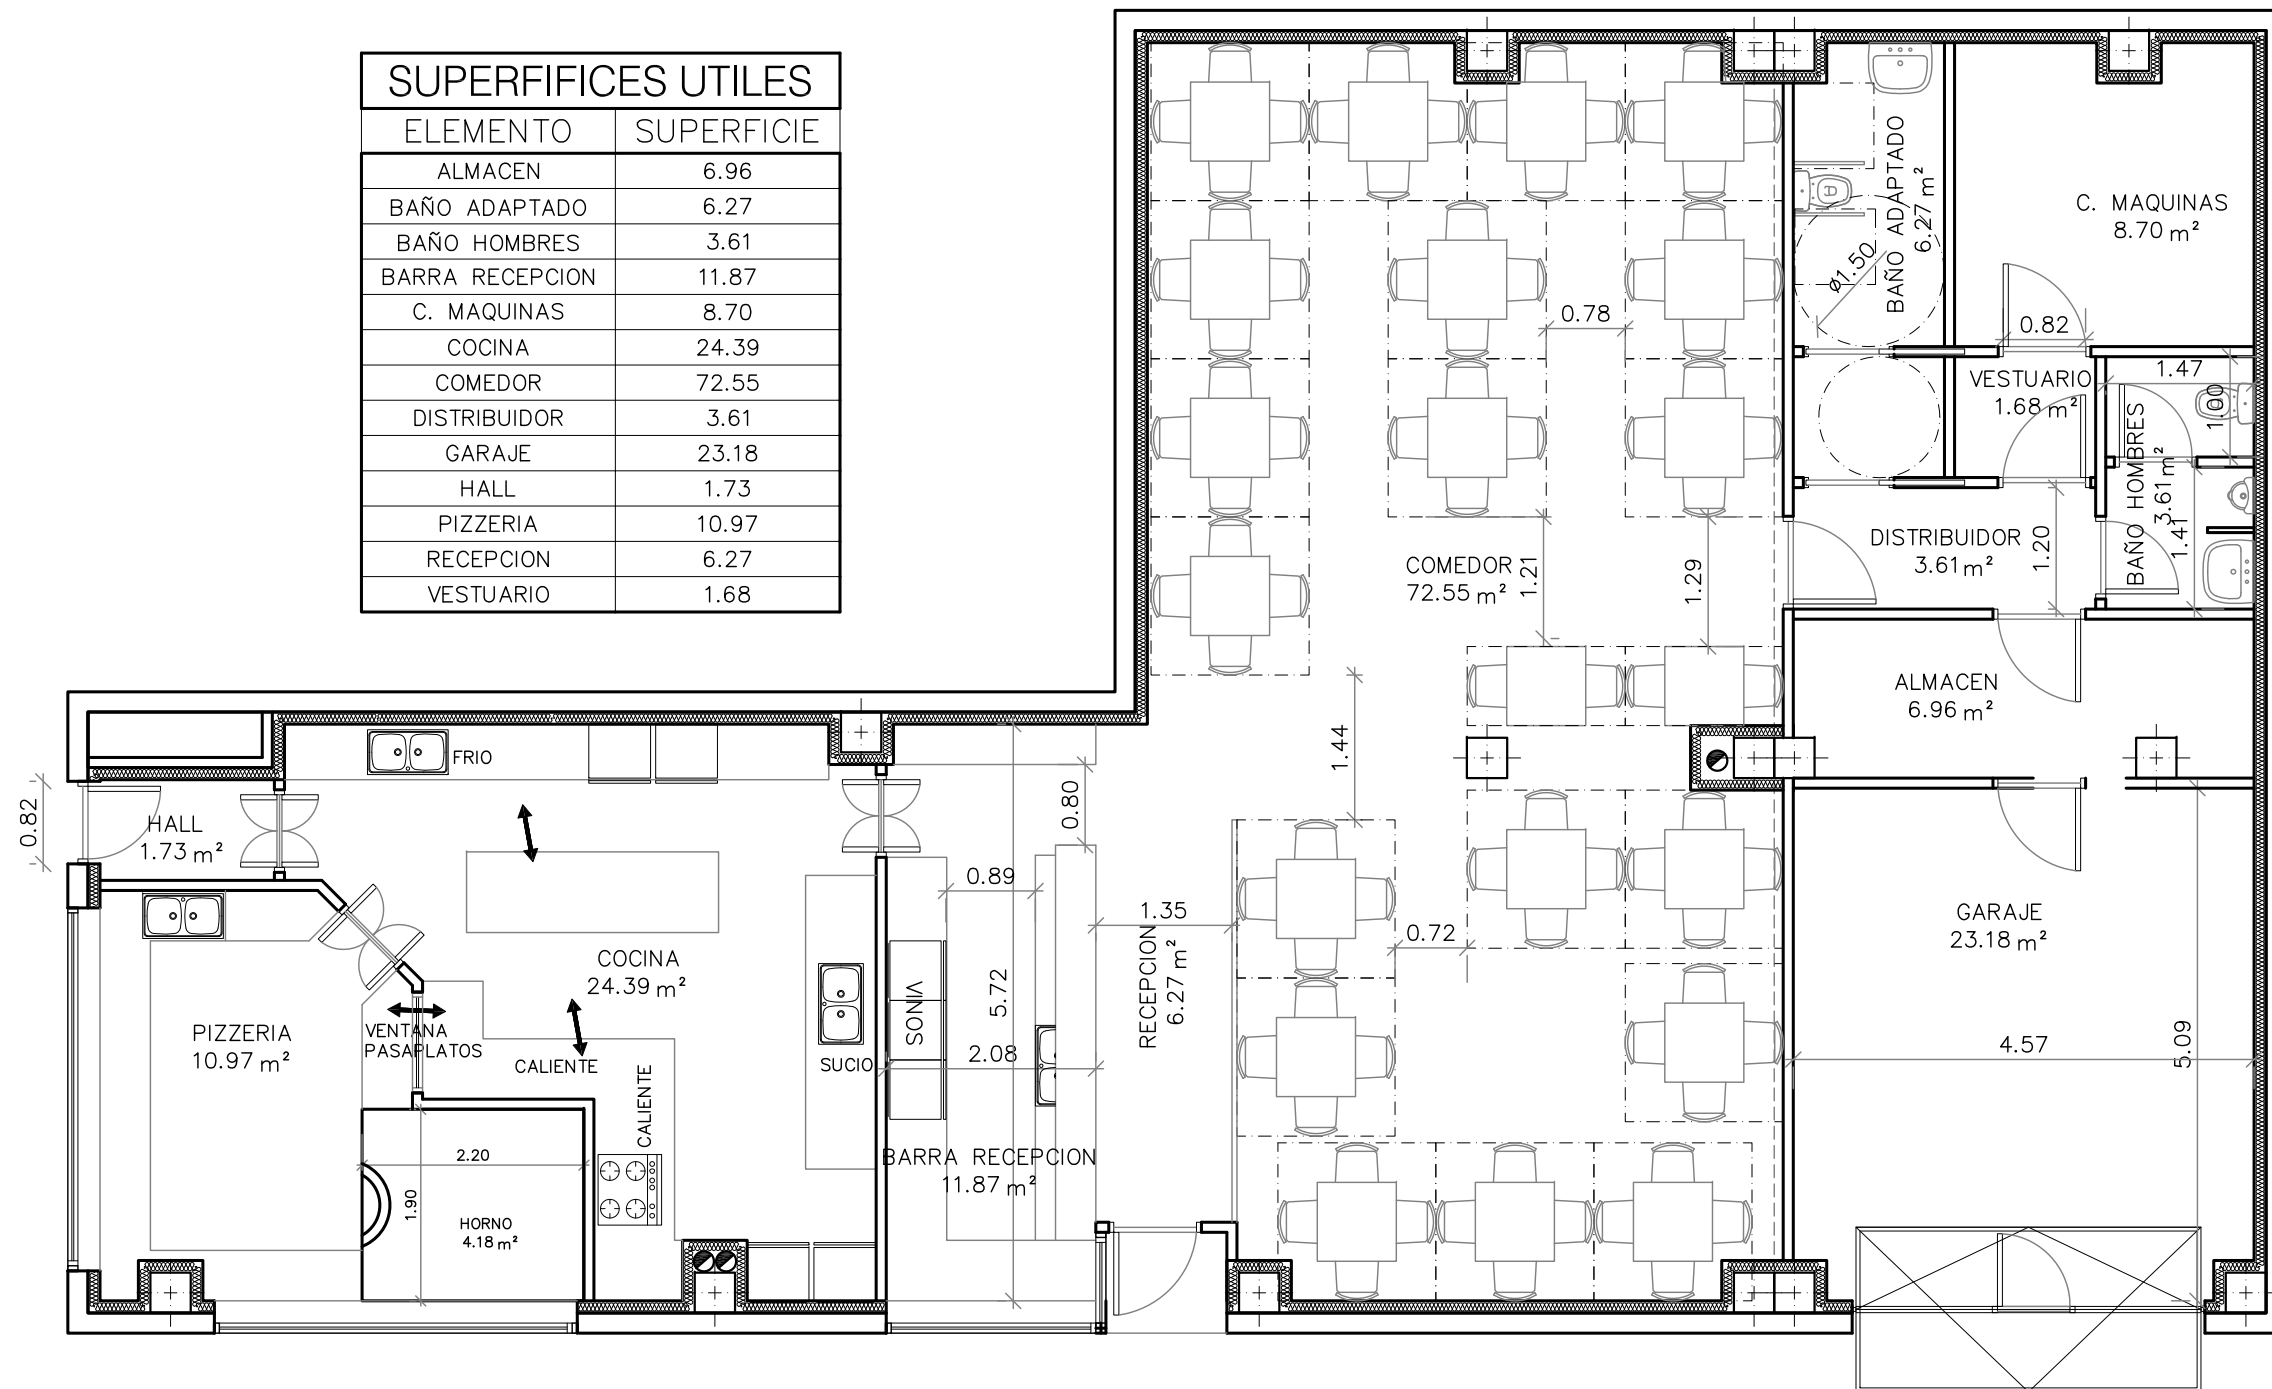 SUPERFIFICES UTILES
ELEMENTO SUPERFICIE
ALMACEN 6.96
BAÑO ADAPTADO 6.27
BAÑO HOMBRES 3.61
BARRA RECEPCION 11.87
C. MAQUINAS 8.70
COCINA 24.39
COMEDOR 72.55
DISTRIBUIDOR 3.61
GARAJE 23.18
HALL 1.73
PIZZERIA 10.97
RECEPCION 6.27
VESTUARIO 1.68
BAÑO ADAPTADO
6.27 m²
ø1.50
C. MAQUINAS
8.70 m²
0.82
0.78
VESTUARIO
1.68 m²
1.47
1.00
BAÑO HOMBRES
3.61 m²
1.41
DISTRIBUIDOR
3.61 m²
1.20
COMEDOR
72.55 m²
1.21
1.29
ALMACEN
6.96 m²
1.44
FRIO
0.82
HALL
1.73 m²
0.80
0.89
1.35
RECEPCION
6.27 m²
0.72
GARAJE
23.18 m²
COCINA
24.39 m²
VINOS
5.72
2.08
4.57
5.09
PIZZERIA
10.97 m²
VENTANA
PASAPLATOS
CALIENTE
SUCIO
CALIENTE
BARRA RECEPCION
11.87 m²
2.20
1.90
HORNO
4.18 m²